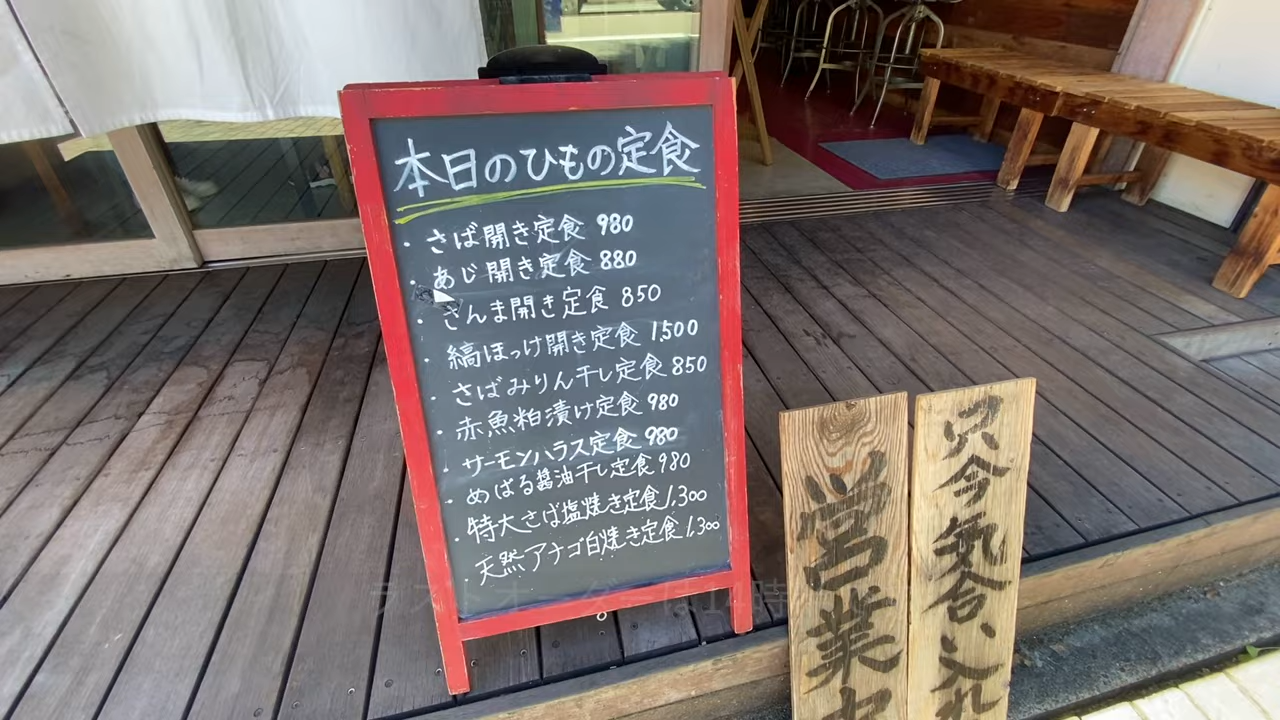 本日のひもの定食
・さば開き定食 980
・あじ開き定食 880
・さんま開き定食 850
・縞ほっけ開き定食 1,500
・さばみりん干し定食 850
・赤魚粕漬け定食 980
・サーモンハラス定食 980
・めばる醤油干し定食 980
・特大さば塩焼き定食 1,300
・天然アナゴ白焼き定食 1,300
只今気合い入れ
営業中